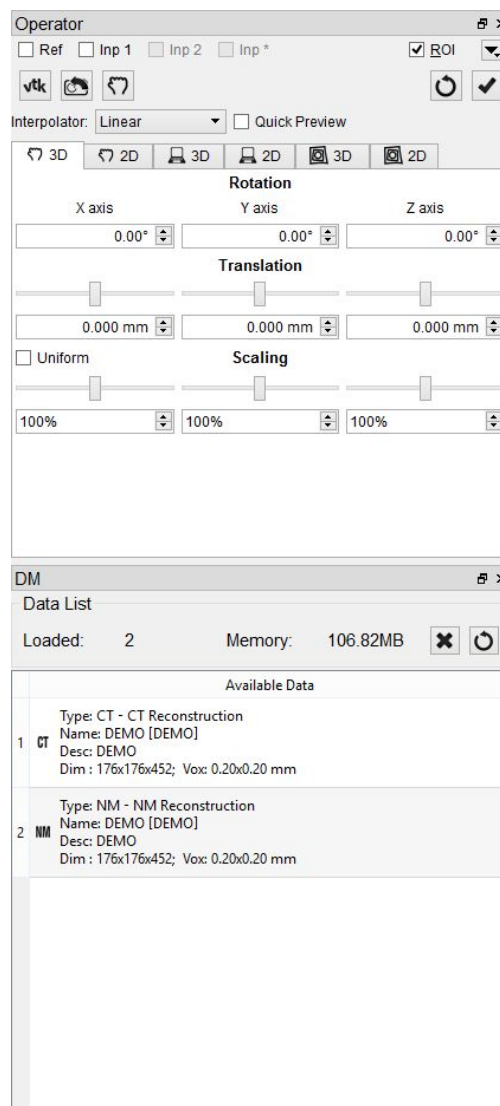 Operator
Ref Inp 1 Inp 2 Inp * ROI
vtk
Interpolator: Linear Quick Preview
3D 2D 3D 2D 3D 2D
Rotation
X axis Y axis Z axis
0.00° 0.00° 0.00°
Translation
0.000 mm 0.000 mm 0.000 mm
Uniform Scaling
100% 100% 100%
DM
Data List
Loaded: 2 Memory: 106.82MB
Available Data
Type: CT - CT Reconstruction
Name: DEMO [DEMO]
1 CT
Desc: DEMO
Dim : 176x176x452; Vox: 0.20x0.20 mm
Type: NM - NM Reconstruction
Name: DEMO [DEMO]
2 NM
Desc: DEMO
Dim : 176x176x452; Vox: 0.20x0.20 mm